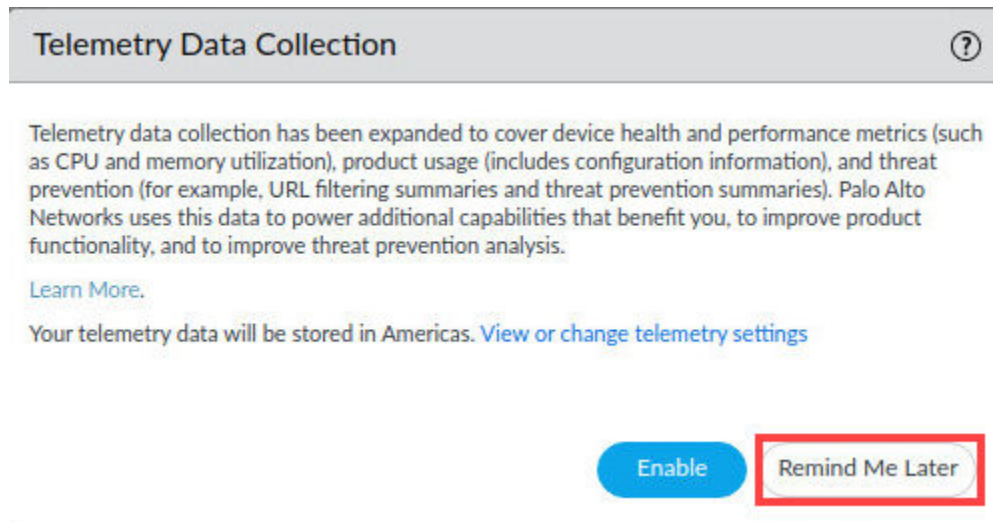 Telemetry Data Collection
Telemetry data collection has been expanded to cover device health and performance metrics (such
as CPU and memory utilization), product usage (includes configuration information), and threat
prevention (for example, URL filtering summaries and threat prevention summaries). Palo Alto
Networks uses this data to power additional capabilities that benefit you, to improve product
functionality, and to improve threat prevention analysis.
Learn More.
Your telemetry data will be stored in Americas. View or change telemetry settings
Enable Remind Me Later